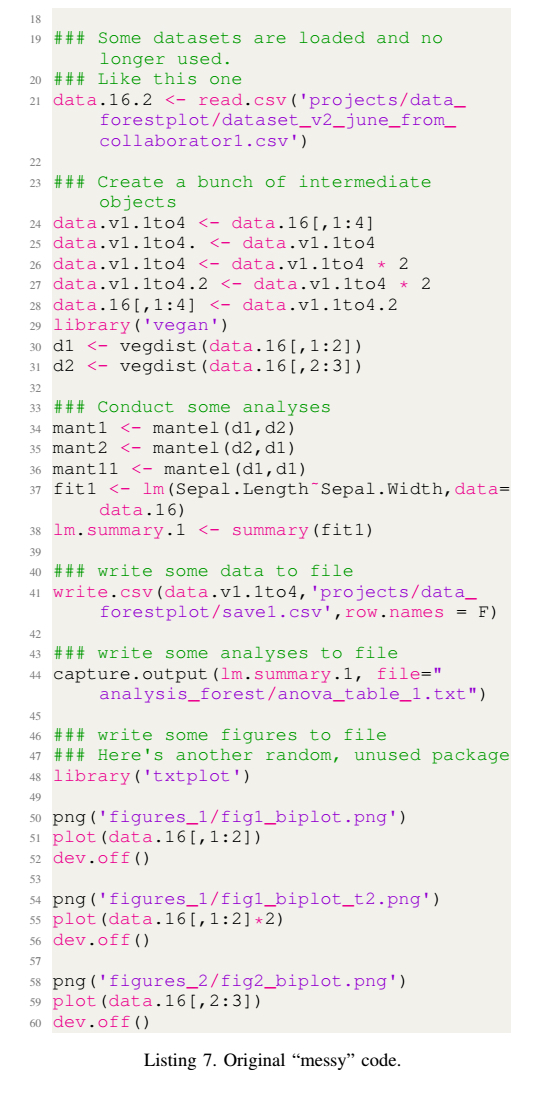 18
19 ### Some datasets are loaded and no
longer used.
20 ### Like this one
21 data.16.2 <- read.csv('projects/data_
forestplot/dataset_v2_june_from_
collaborator1.csv')
22
23 ### Create a bunch of intermediate
objects
24 data.v1.1to4 <- data.16[,1:4]
25 data.v1.1to4. <- data.v1.1to4
26 data.v1.1to4 <- data.v1.1to4 * 2
27 data.v1.1to4.2 <- data.v1.1to4 * 2
28 data.16[,1:4] <- data.v1.1to4.2
29 library('vegan')
30 d1 <- vegdist(data.16[,1:2])
31 d2 <- vegdist(data.16[,2:3])
32
33 ### Conduct some analyses
34 mant1 <- mantel(d1,d2)
35 mant2 <- mantel(d2,d1)
36 mant11 <- mantel(d1,d1)
37 fit1 <- lm(Sepal.Length~Sepal.Width,data=
data.16)
38 lm.summary.1 <- summary(fit1)
39
40 ### write some data to file
41 write.csv(data.v1.1to4,'projects/data_
forestplot/save1.csv',row.names = F)
42
43 ### write some analyses to file
44 capture.output(lm.summary.1, file="
analysis_forest/anova_table_1.txt")
45
46 ### write some figures to file
47 ### Here's another random, unused package
48 library('txtplot')
49
50 png('figures_1/fig1_biplot.png')
51 plot(data.16[,1:2])
52 dev.off()
53
54 png('figures_1/fig1_biplot_t2.png')
55 plot(data.16[,1:2]*2)
56 dev.off()
57
58 png('figures_2/fig2_biplot.png')
59 plot(data.16[,2:3])
60 dev.off()
Listing 7. Original “messy” code.